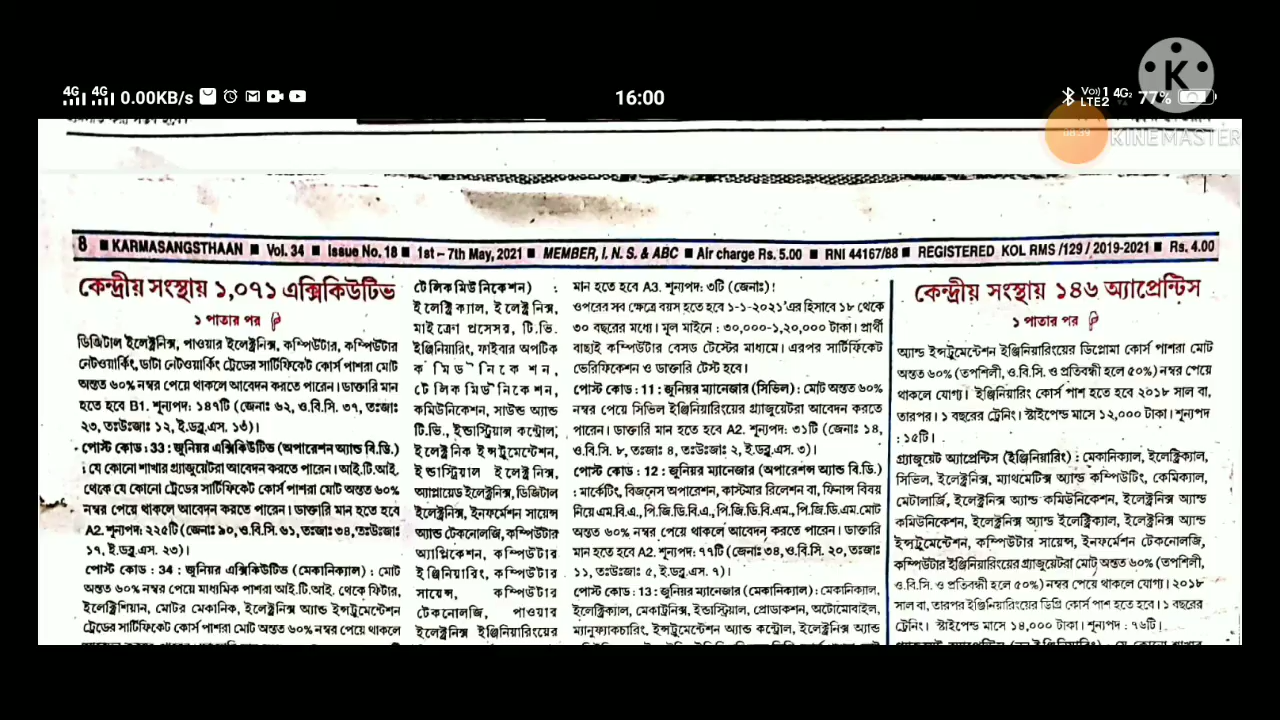 4G 4G 0.00KB/s
16:00
Vo) 1 LTE2 4G2 77%
K
08:39
KINEMASTER
8 ■ KARMASANGSTHAAN ■ Vol. 34 ■ Issue No. 18 ■ 1st – 7th May, 2021 ■ MEMBER, I. N. S. & ABC ■ Air charge Rs. 5.00 ■ RNI 44167/88 ■ REGISTERED KOL RMS /129 / 2019-2021 ■ Rs. 4.00
কেন্দ্রীয় সংস্থায় ১,০৭১ এক্সিকিউটিভ
১ পাতার পর
ডিজিটাল ইলেক্ট্রনিক্স, পাওয়ার ইলেক্ট্রনিক্স, কম্পিউটার, কম্পিউটার
নেটওয়ার্কিং, ডাটা নেটওয়ার্কিং ট্রেডের সার্টিফিকেট কোর্স পাশরা মোট
অন্তত ৬০% নম্বর পেয়ে থাকলে আবেদন করতে পারেন। ডাক্তারি মান
হতে হবে B1. শূন্যপদ: ১৪৭টি (জেনাঃ ৬২, ও.বি.সি. ৩৭, তঃজাঃ
২৩, তঃউঃজাঃ ১২, ই.ডব্লু.এস. ১৩)।
পোস্ট কোড : 33 : জুনিয়র এক্সিকিউটিভ (অপারেশন অ্যান্ড বি.ডি.)
: যে কোনো শাখার গ্র্যাজুয়েটরা আবেদন করতে পারেন। আই.টি.আই.
থেকে যে কোনো ট্রেডের সার্টিফিকেট কোর্স পাশরা মোট অন্তত ৬০%
নম্বর পেয়ে থাকলে আবেদন করতে পারেন। ডাক্তারি মান হতে হবে
A2. শূন্যপদ: ২২৫টি (জেনাঃ ৯০, ও.বি.সি. ৬১, তঃজাঃ ৩৪, তঃউঃজাঃ
১৭, ই.ডব্লু.এস. ২৩)।
পোস্ট কোড : 34 : জুনিয়র এক্সিকিউটিভ (মেকানিক্যাল) : মোট
অন্তত ৬০% নম্বর পেয়ে মাধ্যমিক পাশরা আই.টি.আই. থেকে ফিটার,
ইলেক্ট্রিশিয়ান, মোটর মেকানিক, ইলেক্ট্রনিক্স অ্যান্ড ইন্সট্রুমেন্টেশন
ট্রেডের সার্টিফিকেট কোর্স পাশরা মোট অন্তত ৬০% নম্বর পেয়ে থাকলে
টেলিকমিউনিকেশন) :
ইলেক্ট্রিক্যাল, ইলেক্ট্রনিক্স,
মাইক্রো প্রসেসর, টি.ভি.
ইঞ্জিনিয়ারিং, ফাইবার অপটিক
কমিউনিকেশন,
টেলিকমিউনিকেশন,
কমিউনিকেশন, সাউন্ড অ্যান্ড
টি.ভি., ইন্ডাস্ট্রিয়াল কন্ট্রোল,
ইলেক্ট্রনিক ইন্সট্রুমেন্টেশন,
ইন্ডাস্ট্রিয়াল ইলেক্ট্রনিক্স,
অ্যাপ্লায়েড ইলেক্ট্রনিক্স, ডিজিটাল
ইলেক্ট্রনিক্স, ইনফর্মেশন সায়েন্স
অ্যান্ড টেকনোলজি, কম্পিউটার
অ্যাপ্লিকেশন, কম্পিউটার
ইঞ্জিনিয়ারিং, কম্পিউটার
সায়েন্স, কম্পিউটার
টেকনোলজি, পাওয়ার
ইলেক্ট্রনিক্স ইঞ্জিনিয়ারিংয়ের
মান হতে হবে A3. শূন্যপদ: ৩টি (জেনাঃ)।
ওপরের সব ক্ষেত্রে বয়স হতে হবে ১-১-২০২১'এর হিসাবে ১৮ থেকে
৩০ বছরের মধ্যে। মূল মাইনে : ৩০,০০০-১,২০,০০০ টাকা। প্রার্থী
বাছাই কম্পিউটার বেসড টেস্টের মাধ্যমে। এরপর সার্টিফিকেট
ভেরিফিকেশন ও ডাক্তারি টেস্ট হবে।
পোস্ট কোড : 11 : জুনিয়র ম্যানেজার (সিভিল) : মোট অন্তত ৬০%
নম্বর পেয়ে সিভিল ইঞ্জিনিয়ারিংয়ের গ্র্যাজুয়েটরা আবেদন করতে
পারেন। ডাক্তারি মান হতে হবে A2. শূন্যপদ: ৩১টি (জেনাঃ ১৪,
ও.বি.সি. ৮, তঃজাঃ ৪, তঃউঃজাঃ ২, ই.ডব্লু.এস. ৩)।
পোস্ট কোড : 12 : জুনিয়র ম্যানেজার (অপারেশন অ্যান্ড বি.ডি.)
: মার্কেটিং, বিজনেস অপারেশন, কাস্টমার রিলেশন বা, ফিনান্স বিষয়
নিয়ে এম.বি.এ., পি.জি.ডি.বি.এ., পি.জি.ডি.বি.এম., পি.জি.ডি.এম. মোট
অন্তত ৬০% নম্বর পেয়ে থাকলে আবেদন করতে পারেন। ডাক্তারি
মান হতে হবে A2. শূন্যপদ: ৭৭টি (জেনাঃ ৩৪, ও.বি.সি. ২০, তঃজাঃ
১১, তঃউঃজাঃ ৫, ই.ডব্লু.এস. ৭)।
পোস্ট কোড : 13 : জুনিয়র ম্যানেজার (মেকানিক্যাল) : মেকানিক্যাল,
ইলেক্ট্রিক্যাল, মেকাট্রনিক্স, ইন্ডাস্ট্রিয়াল, প্রোডাকশন, অটোমোবাইল,
ম্যানুফ্যাকচারিং, ইন্সট্রুমেন্টেশন অ্যান্ড কন্ট্রোল, ইলেক্ট্রনিক্স অ্যান্ড
কেন্দ্রীয় সংস্থায় ১৪৬ অ্যাপ্রেন্টিস
১ পাতার পর
অ্যান্ড ইন্সট্রুমেন্টেশন ইঞ্জিনিয়ারিংয়ের ডিপ্লোমা কোর্স পাশরা মোট
অন্তত ৬০% (তপশিলী, ও.বি.সি. ও প্রতিবন্ধী হলে ৫০%) নম্বর পেয়ে
থাকলে যোগ্য। ইঞ্জিনিয়ারিং কোর্স পাশ হতে হবে ২০১৮ সাল বা,
তারপর। ১ বছরের ট্রেনিং। স্টাইপেন্ড মাসে ১২,০০০ টাকা। শূন্যপদ
: ১৫টি।
গ্র্যাজুয়েট অ্যাপ্রেন্টিস (ইঞ্জিনিয়ারিং) : মেকানিক্যাল, ইলেক্ট্রিক্যাল,
সিভিল, ইলেক্ট্রনিক্স, ম্যাথমেটিক্স অ্যান্ড কম্পিউটিং, কেমিক্যাল,
মেটালার্জি, ইলেক্ট্রনিক্স অ্যান্ড কমিউনিকেশন, ইলেক্ট্রনিক্স অ্যান্ড
কমিউনিকেশন, ইলেক্ট্রনিক্স অ্যান্ড ইলেক্ট্রিক্যাল, ইলেক্ট্রনিক্স অ্যান্ড
ইন্সট্রুমেন্টেশন, কম্পিউটার সায়েন্স, ইনফর্মেশন টেকনোলজি,
কম্পিউটার ইঞ্জিনিয়ারিংয়ের গ্র্যাজুয়েটরা মোট অন্তত ৬০% (তপশিলী,
ও.বি.সি. ও প্রতিবন্ধী হলে ৫০%) নম্বর পেয়ে থাকলে যোগ্য। ২০১৮
সাল বা, তারপর ইঞ্জিনিয়ারিংয়ের ডিগ্রি কোর্স পাশ হতে হবে। ১ বছরের
ট্রেনিং। স্টাইপেন্ড মাসে ১৪,০০০ টাকা। শূন্যপদ : ৭৬টি।